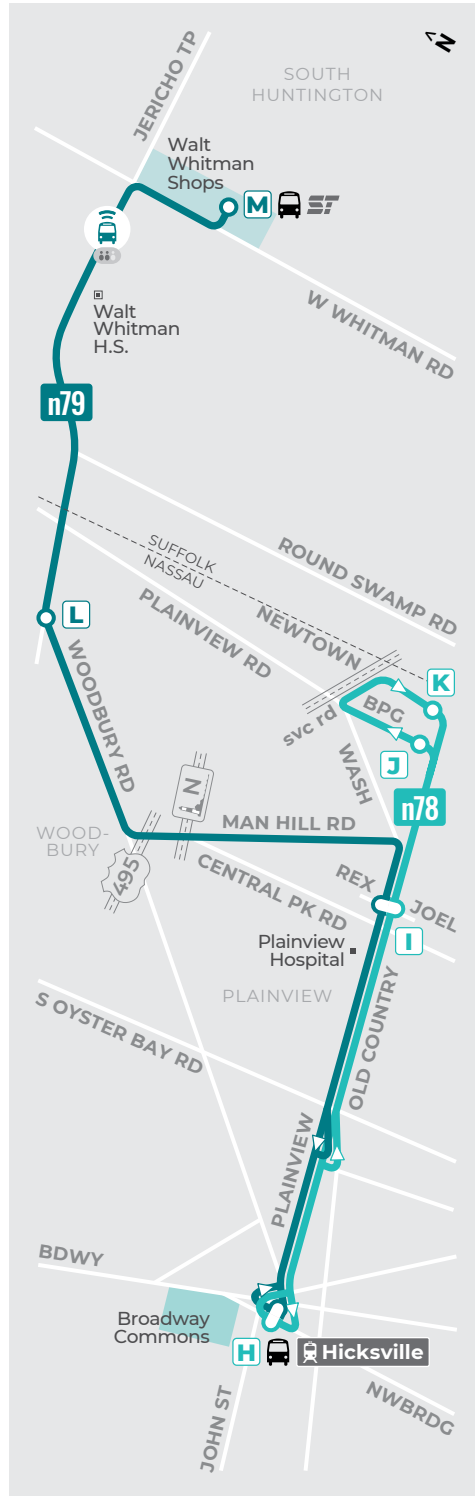 N
JERICHO TP
SOUTH
HUNTINGTON
Walt
Whitman
Shops
M
ST
Walt
Whitman
H.S.
W WHITMAN RD
n79
SUFFOLK
NASSAU
ROUND SWAMP RD
NEWTOWN
PLAINVIEW RD
L
WOODBURY RD
K
BPG
svc rd
J
WASH
n78
N
MAN HILL RD
WOOD-
BURY
495
CENTRAL PK RD
REX
JOEL
I
Plainview
Hospital
PLAINVIEW
S OYSTER BAY RD
OLD COUNTRY
PLAINVIEW
BDWY
Broadway
Commons
H
Hicksville
JOHN ST
NWBRDG